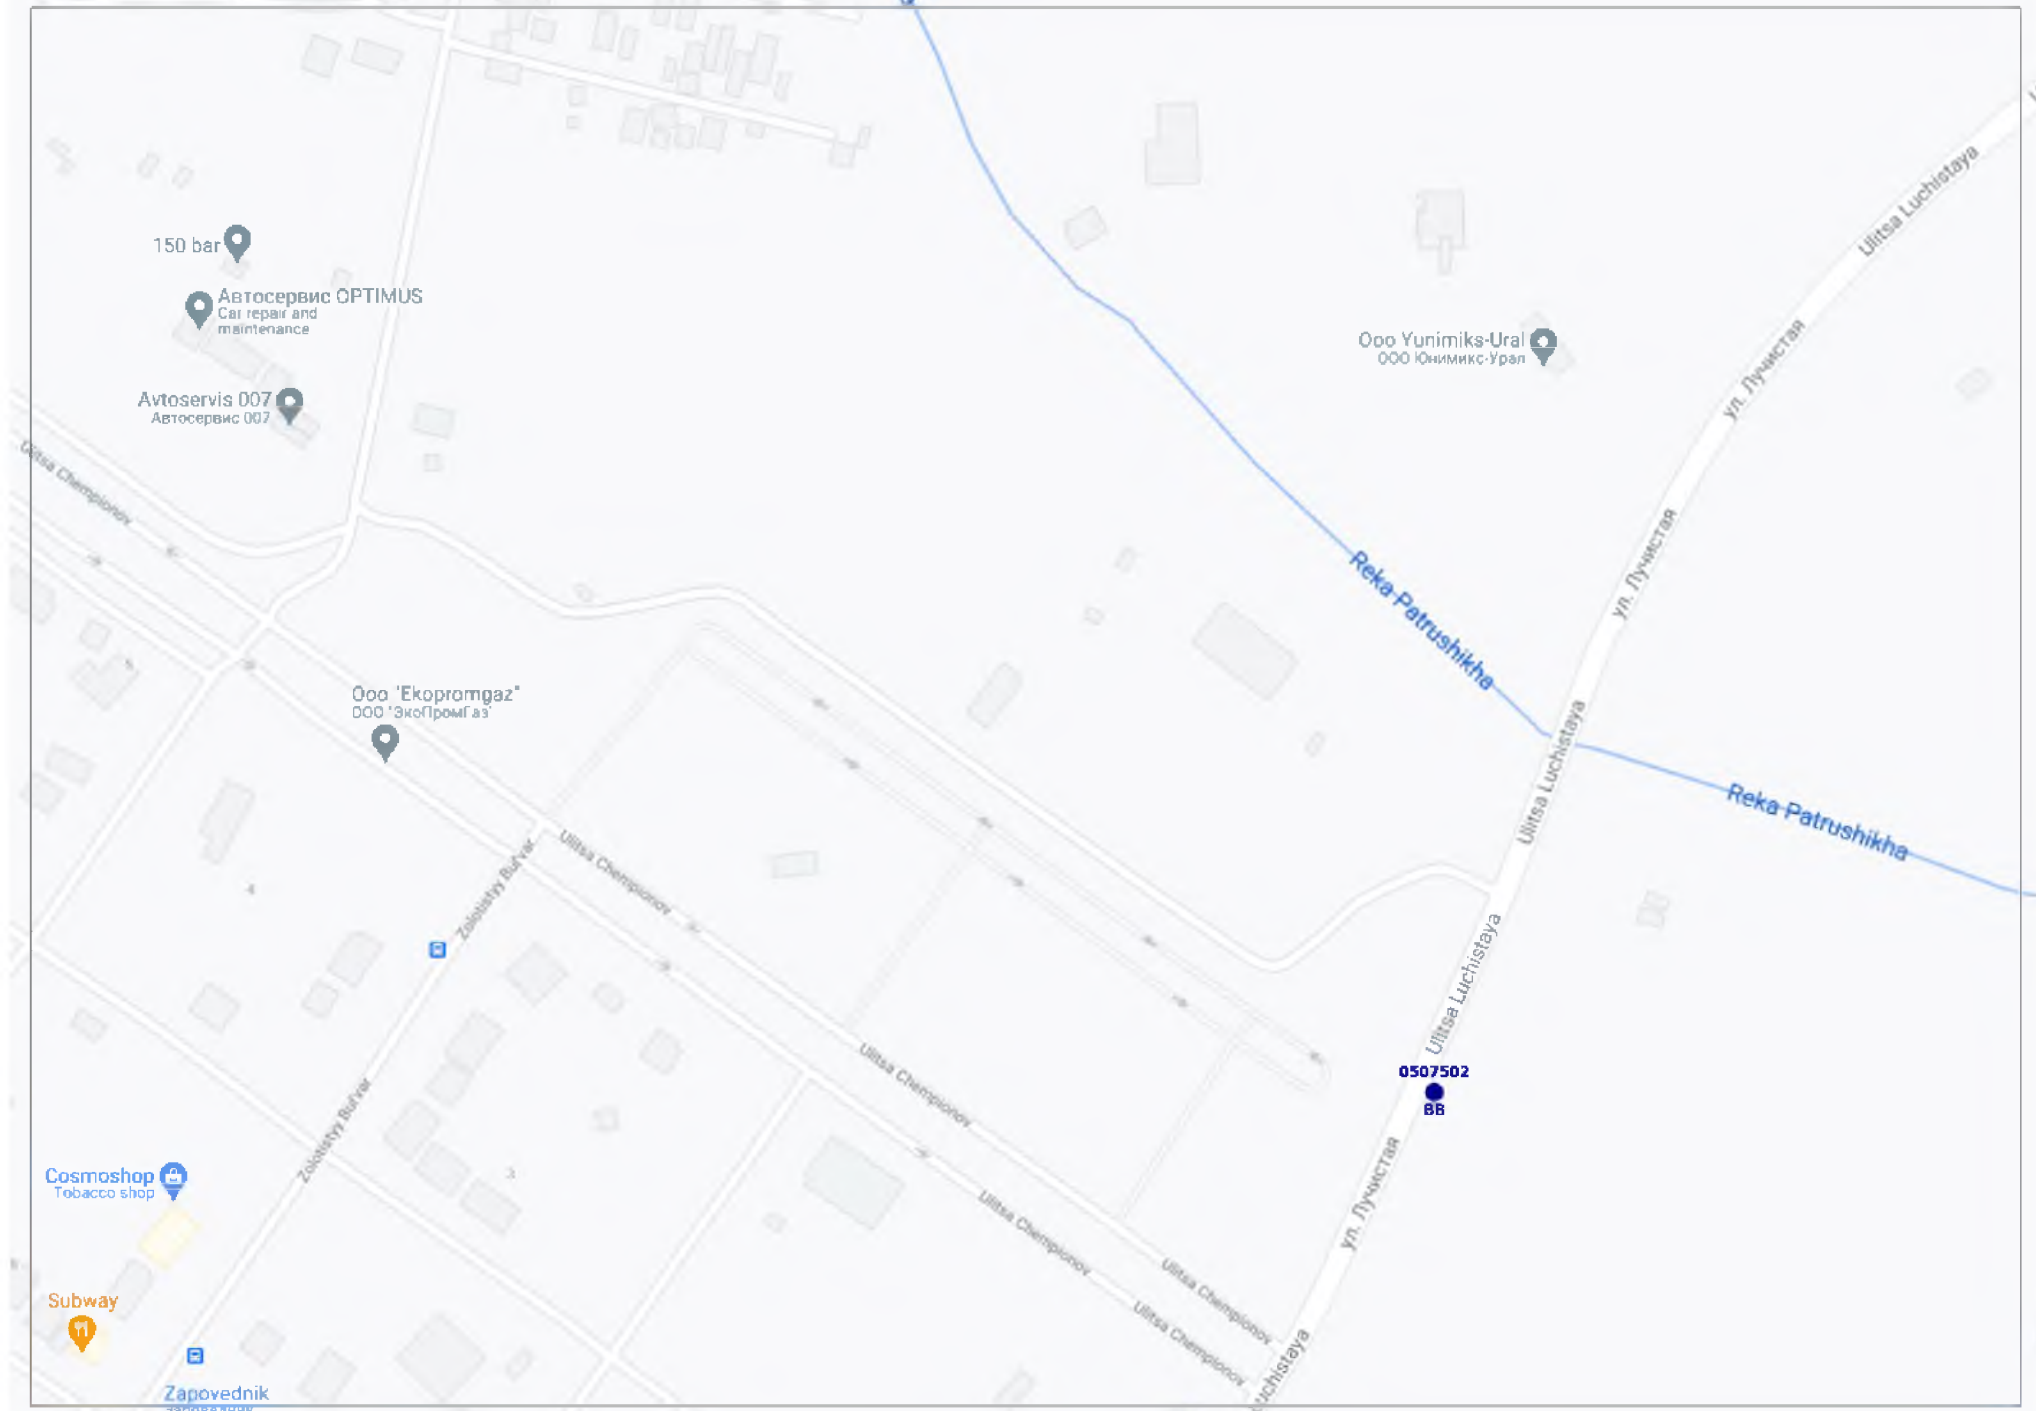 Ulitsa Luchistaya
150 bar
Автосервис OPTIMUS
Car repair and
maintenance
Ooo Yunimiks-Ural
ООО Юнимикс-Урал
ул. Лучистая
Avtoservis 007
Автосервис 007
Ulitsa Chempionov
ул. Лучистая
Reka Patrushikha
Ooo "Ekopromgaz"
ООО "ЭкоПромГаз"
Ulitsa Luchistaya
Reka Patrushikha
Ulitsa Chempionov
Zolotistyy Bul'var
4
Ulitsa Luchistaya
Ulitsa Chempionov
0507502
BB
Zolotistyy Bul'var
3
Cosmoshop
Tobacco shop
ул. Лучистая
Ulitsa Chempionov
Ulitsa Chempionov
Subway
Ulitsa Chempionov
uchistaya
Zapovednik